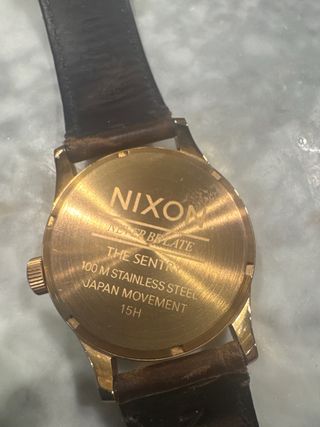 NIXON
NEVER BE LATE
THE SENTRY
100 M STAINLESS STEEL
JAPAN MOVEMENT
15H